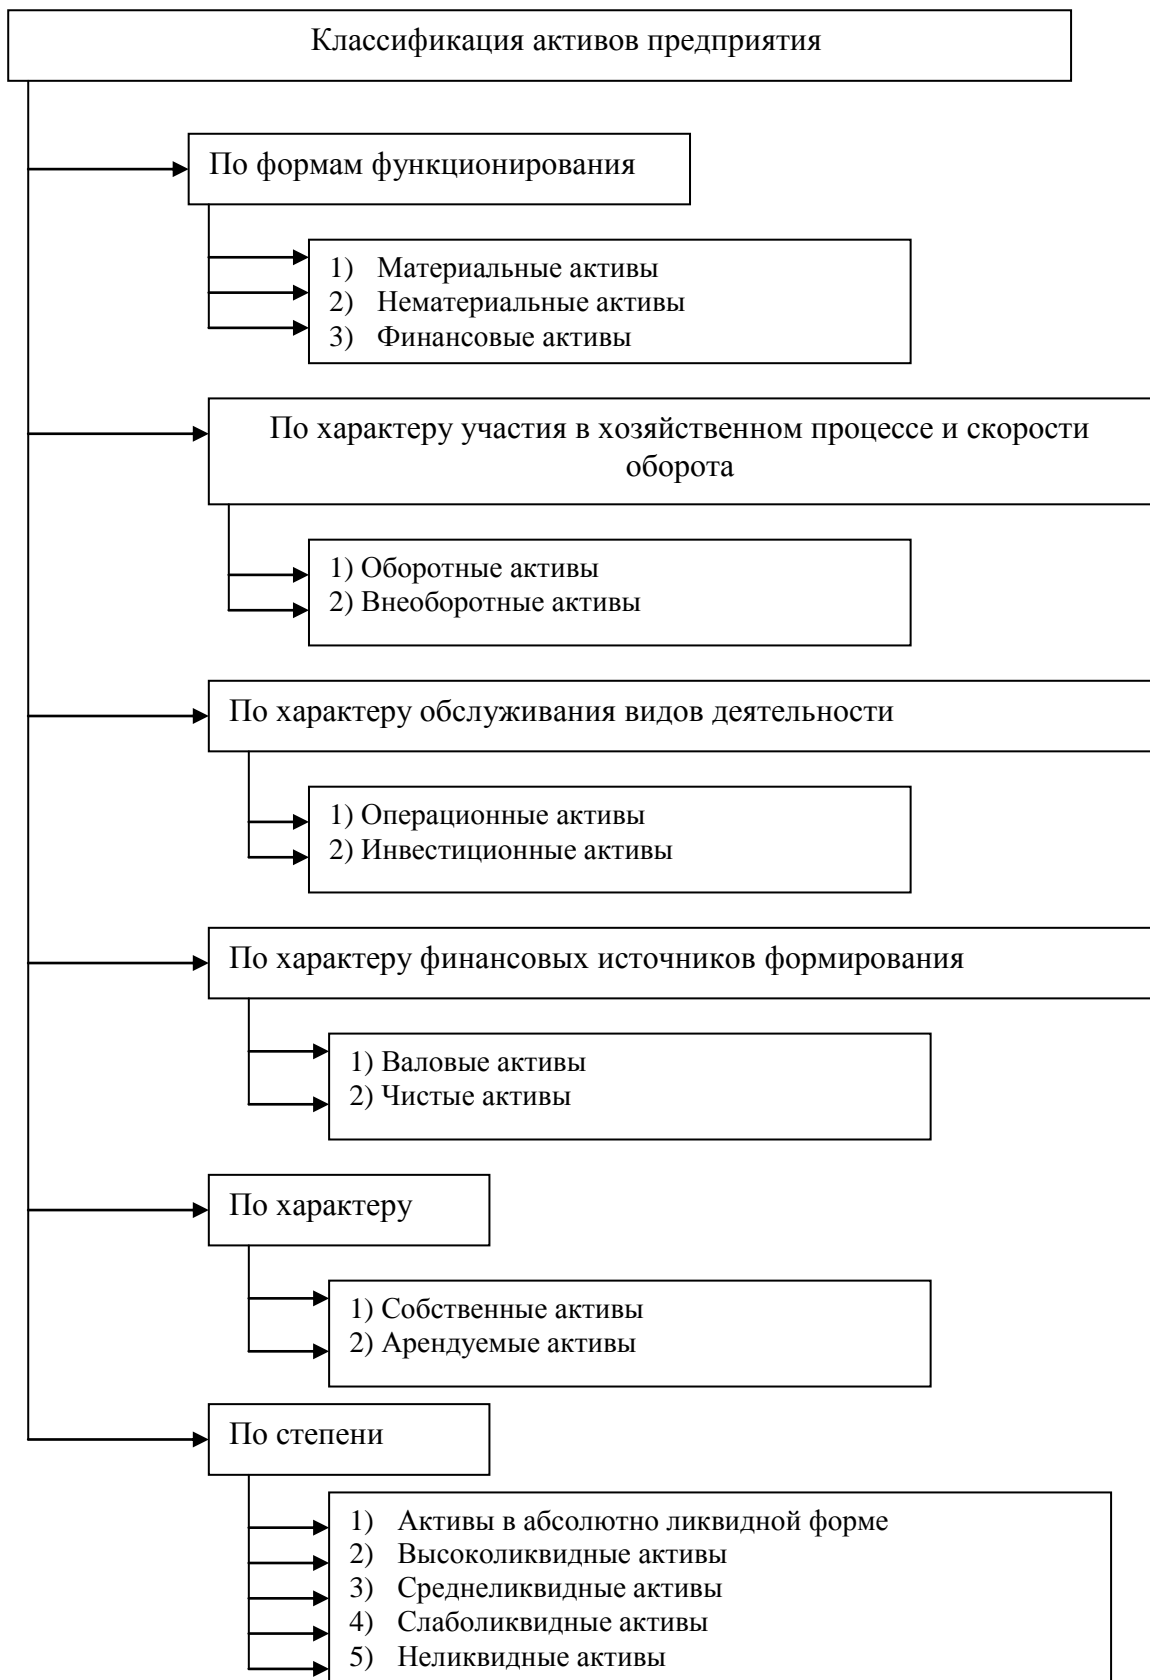 Классификация активов предприятия
По формам функционирования
1) Материальные активы
2) Нематериальные активы
3) Финансовые активы
По характеру участия в хозяйственном процессе и скорости
оборота
1) Оборотные активы
2) Внеоборотные активы
По характеру обслуживания видов деятельности
1) Операционные активы
2) Инвестиционные активы
По характеру финансовых источников формирования
1) Валовые активы
2) Чистые активы
По характеру
1) Собственные активы
2) Арендуемые активы
По степени
1) Активы в абсолютно ликвидной форме
2) Высоколиквидные активы
3) Среднеликвидные активы
4) Слаболиквидные активы
5) Неликвидные активы